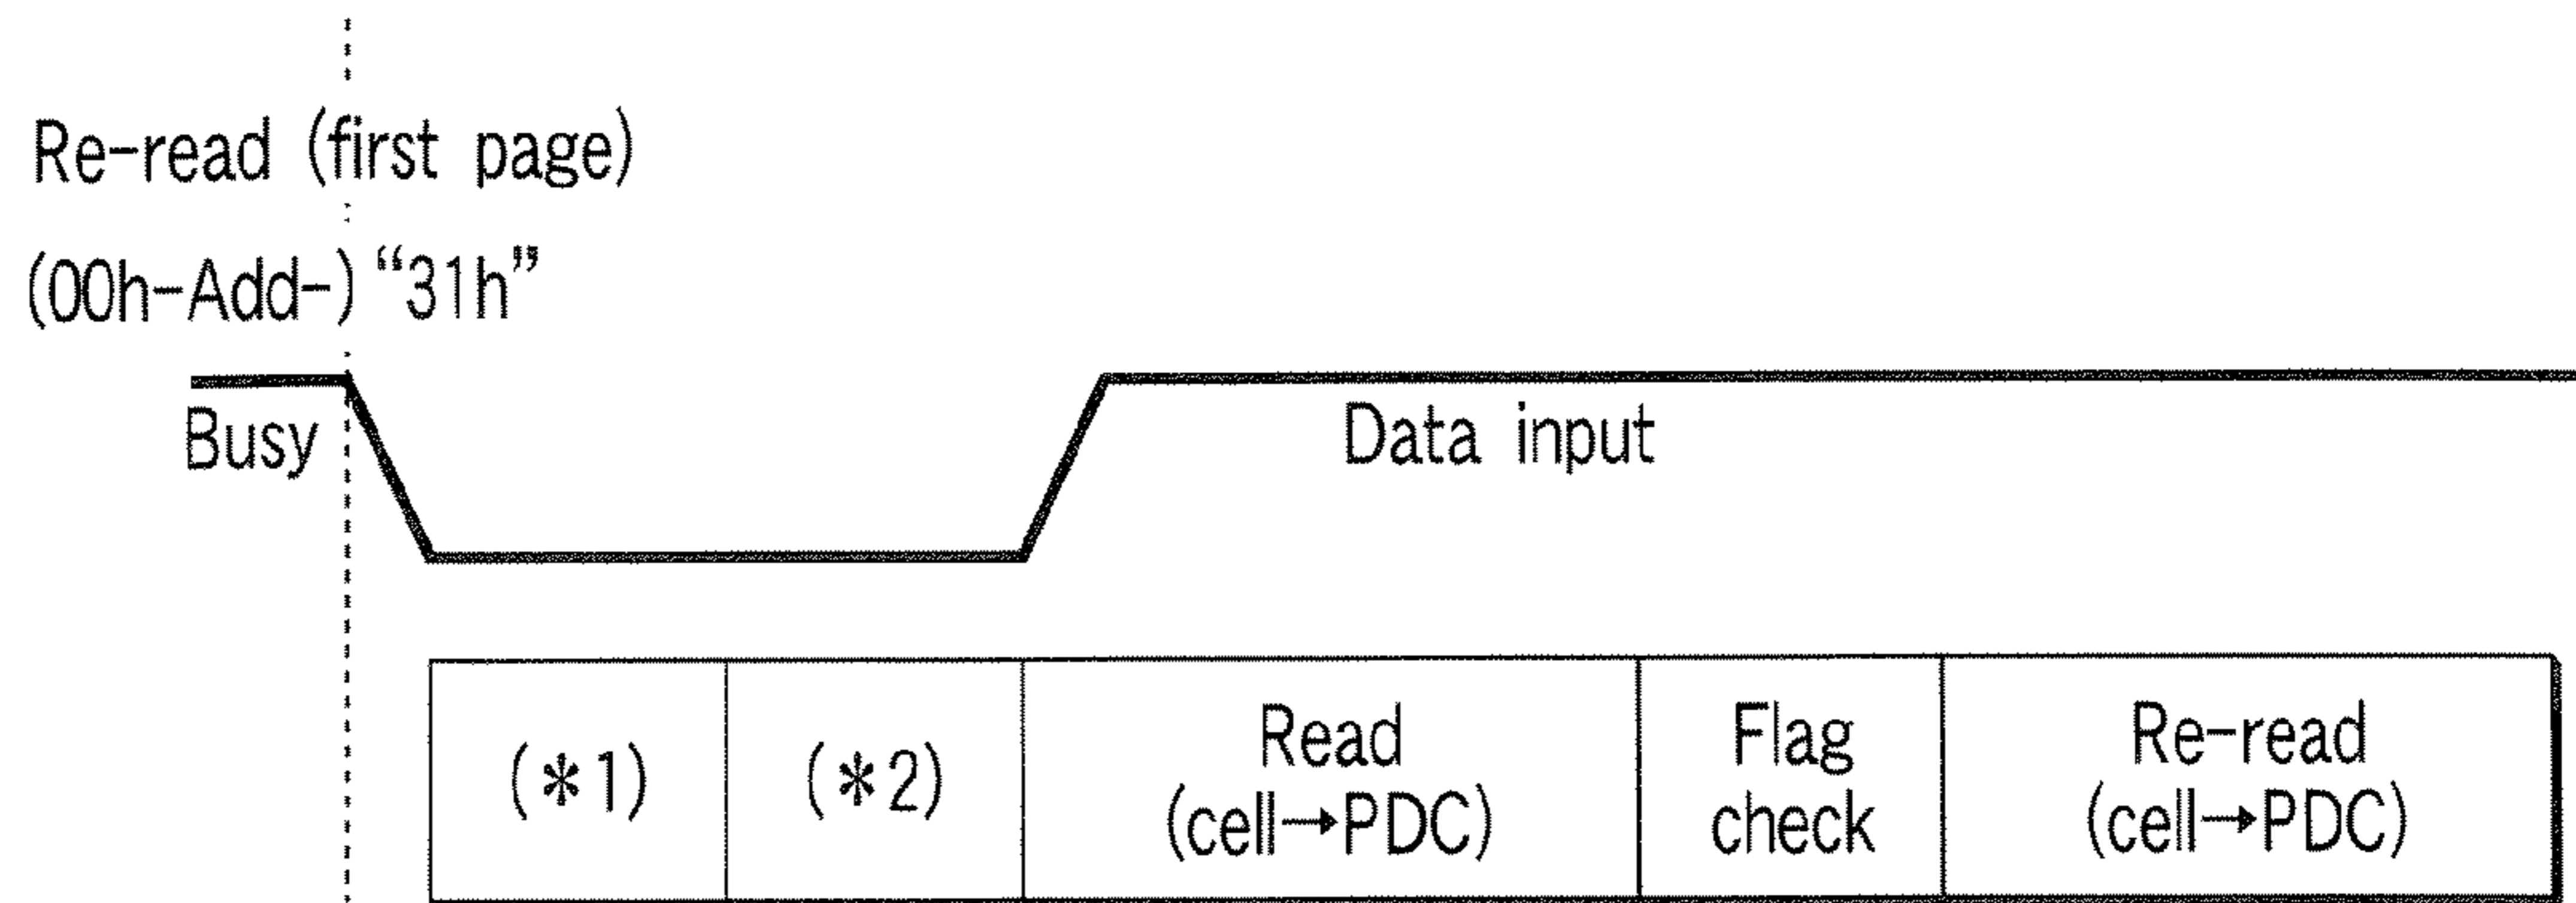 Re-read (first page)
(00h-Add-) “31h”
Busy
Data input
(*1)
(*2)
Read
(cell→PDC)
Flag
check
Re-read
(cell→PDC)